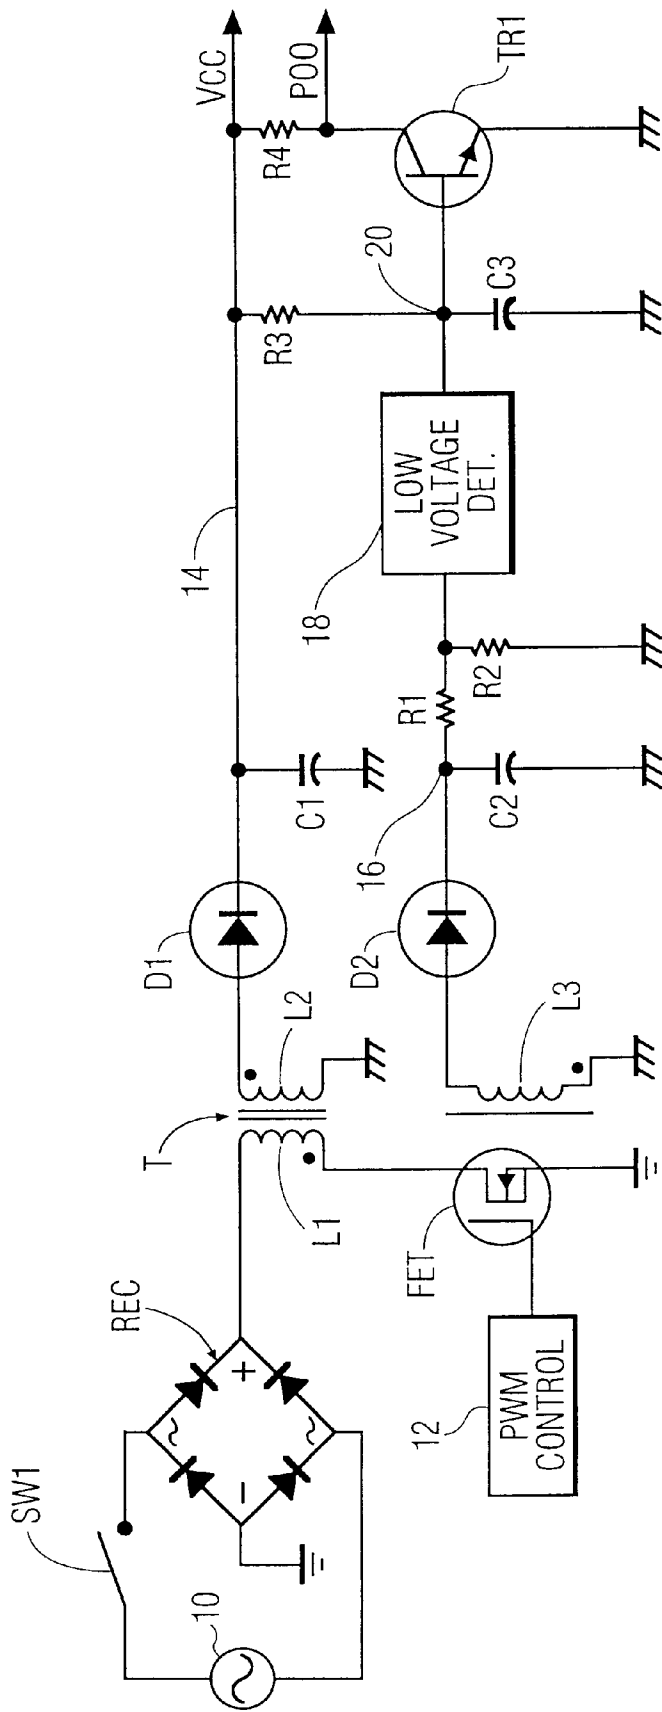 SW1
10
REC
T
L1
L2
D1
C1
14
R3
R4
VCC
POO
12
PWM
CONTROL
FET
L3
D2
16
C2
R1
R2
18
LOW
VOLTAGE
DET.
20
C3
TR1
+
−
~
~